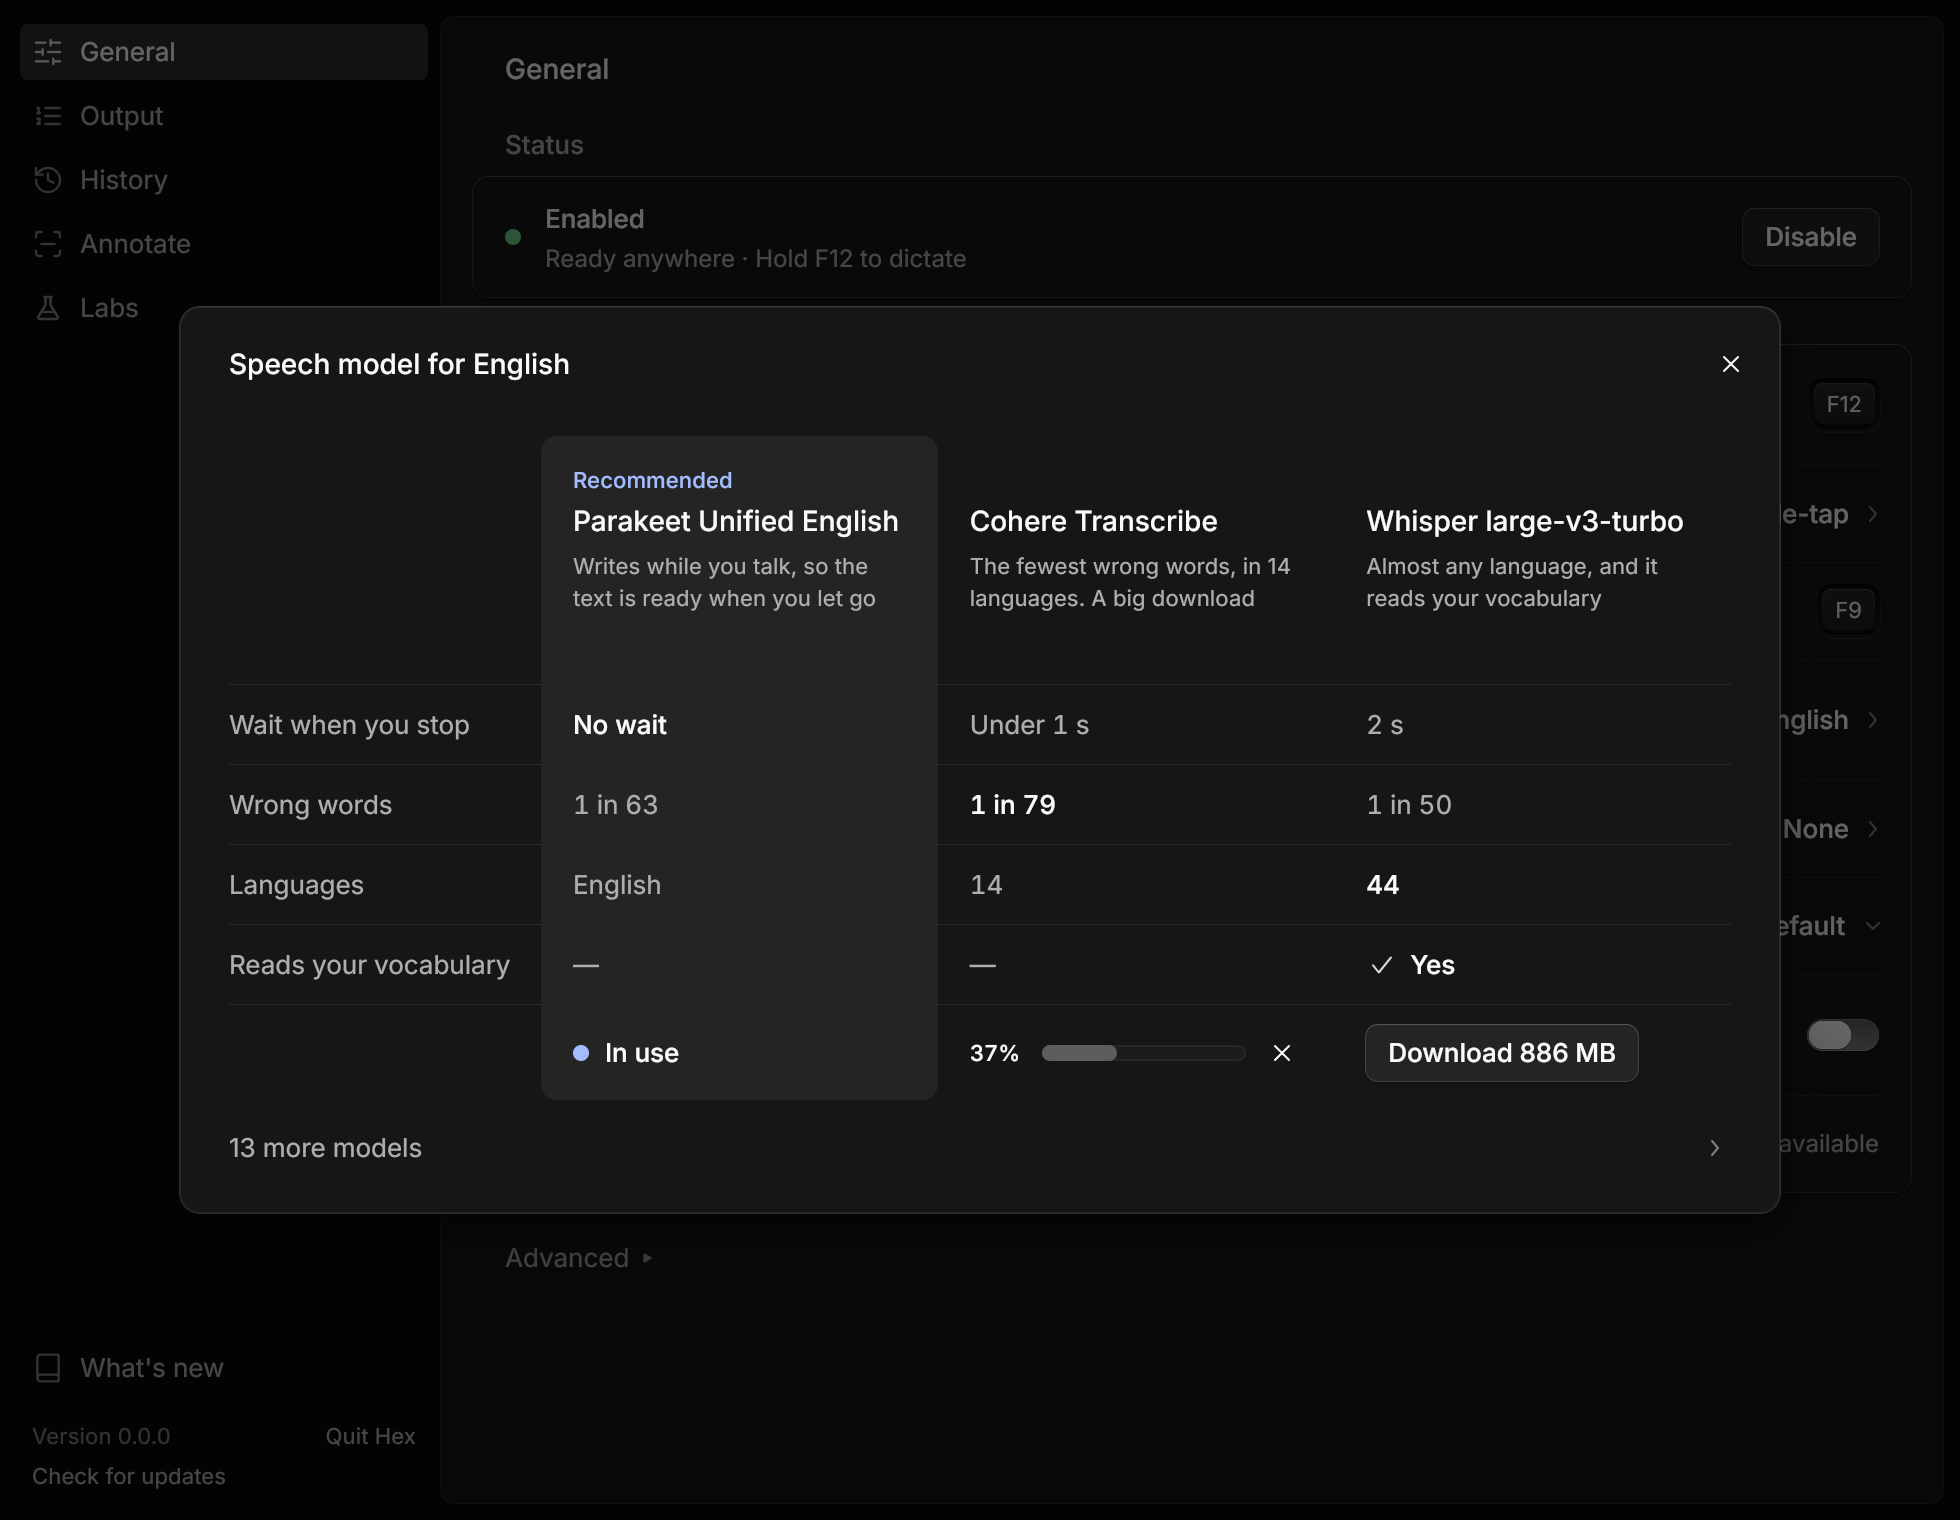 General
Output
History
Annotate
Labs
What's new
Version 0.0.0
Quit Hex
Check for updates
General
Status
Enabled
Ready anywhere · Hold F12 to dictate
Disable
F12
F9
None
Speech model for English
Recommended
Parakeet Unified English
Writes while you talk, so the
text is ready when you let go
Cohere Transcribe
The fewest wrong words, in 14
languages. A big download
Whisper large-v3-turbo
Almost any language, and it
reads your vocabulary
Wait when you stop
No wait
Under 1 s
2 s
Wrong words
1 in 63
1 in 79
1 in 50
Languages
English
14
44
Reads your vocabulary
—
—
Yes
In use
37%
Download 886 MB
13 more models
Advanced